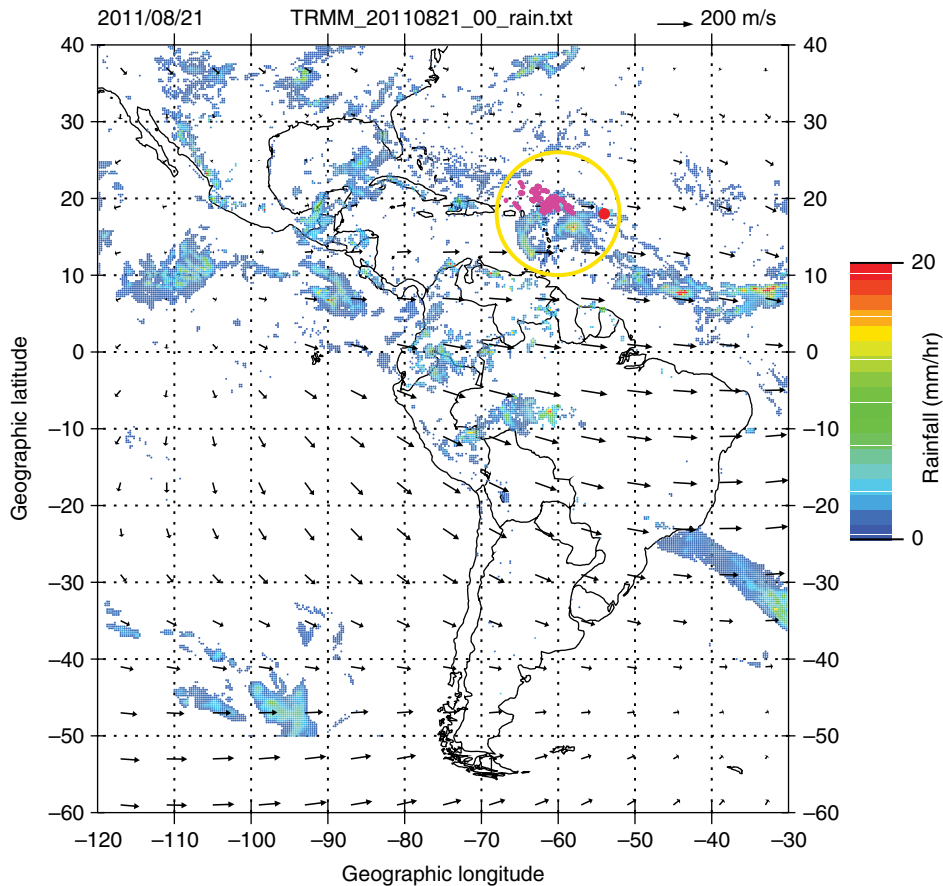 2011/08/21 TRMM_20110821_00_rain.txt 200 m/s
40 40
30 30
20 20
10 10
0 0
−10 −10
−20 −20
−30 −30
−40 −40
−50 −50
−60 −60
−120 −110 −100 −90 −80 −70 −60 −50 −40 −30
Geographic longitude
Geographic latitude
20
0
Rainfall (mm/hr)